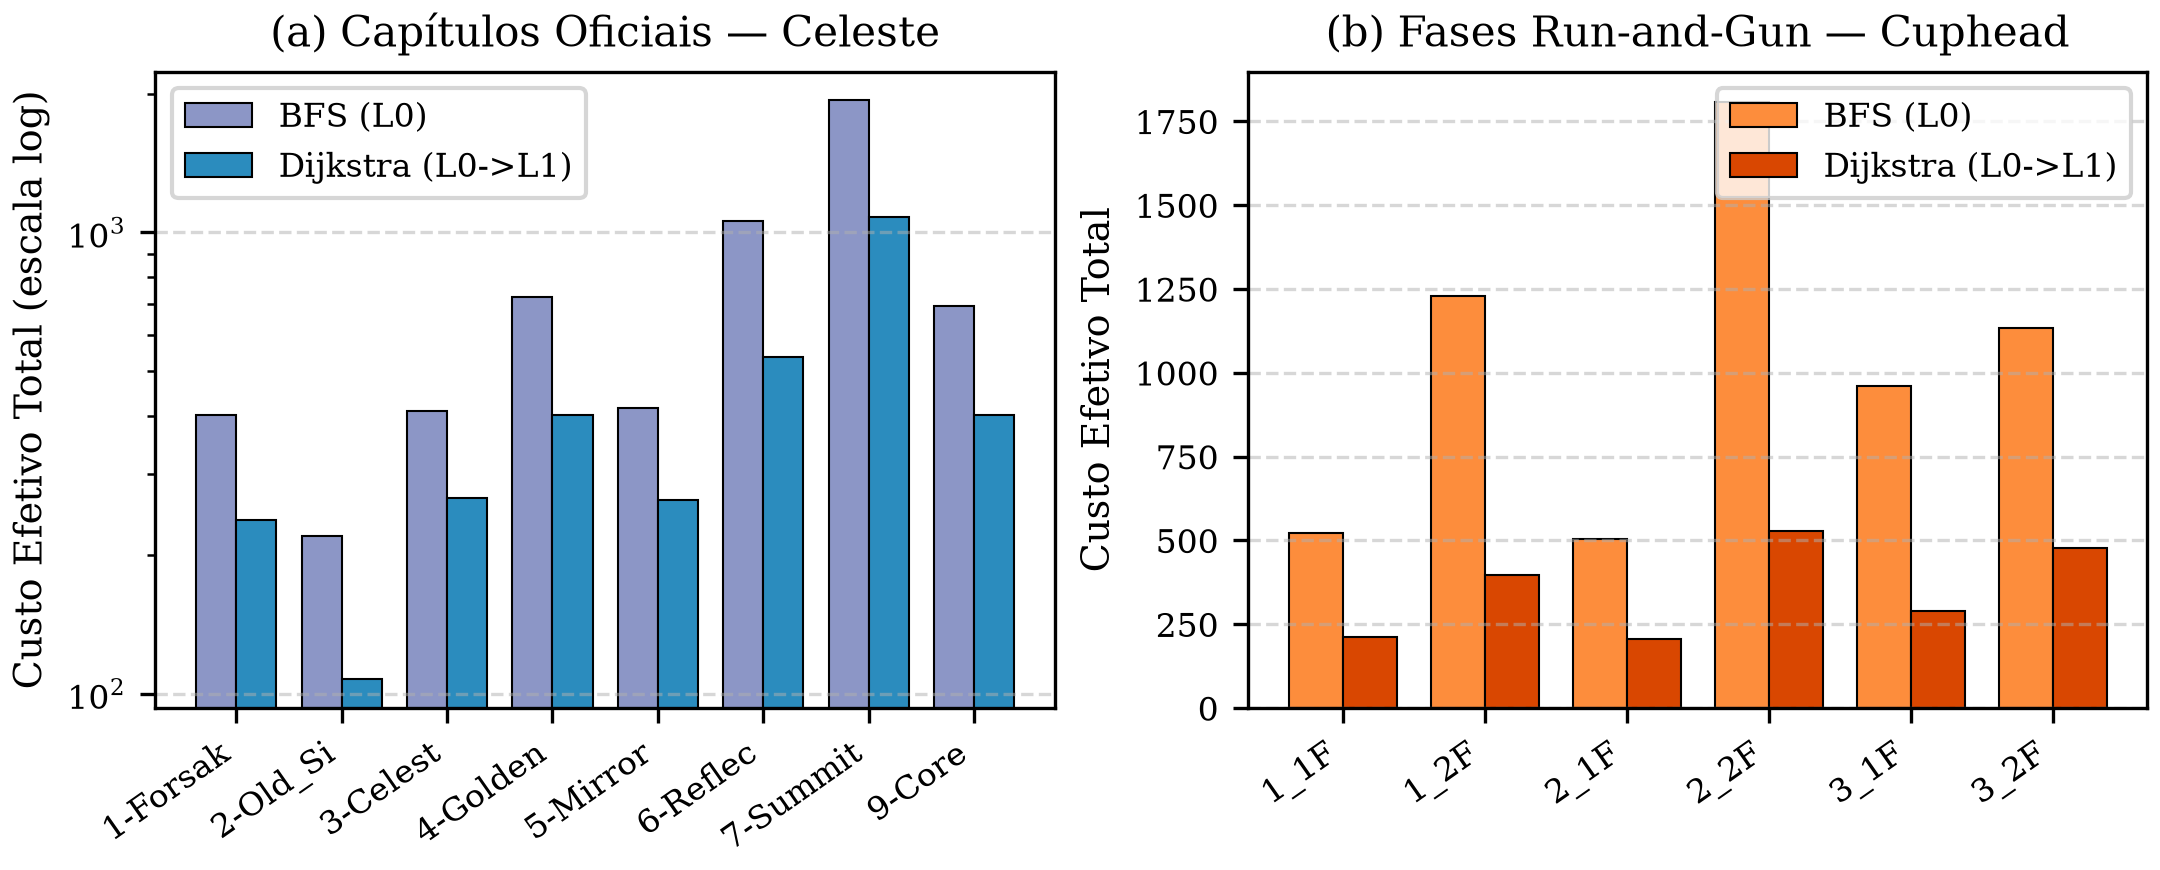 (a) Capítulos Oficiais — Celeste
Custo Efetivo Total (escala log)
10³
10²
BFS (L0)
Dijkstra (L0->L1)
1-Forsak
2-Old_Si
3-Celest
4-Golden
5-Mirror
6-Reflec
7-Summit
9-Core
(b) Fases Run-and-Gun — Cuphead
Custo Efetivo Total
1750
1500
1250
1000
750
500
250
0
BFS (L0)
Dijkstra (L0->L1)
1_1F
1_2F
2_1F
2_2F
3_1F
3_2F